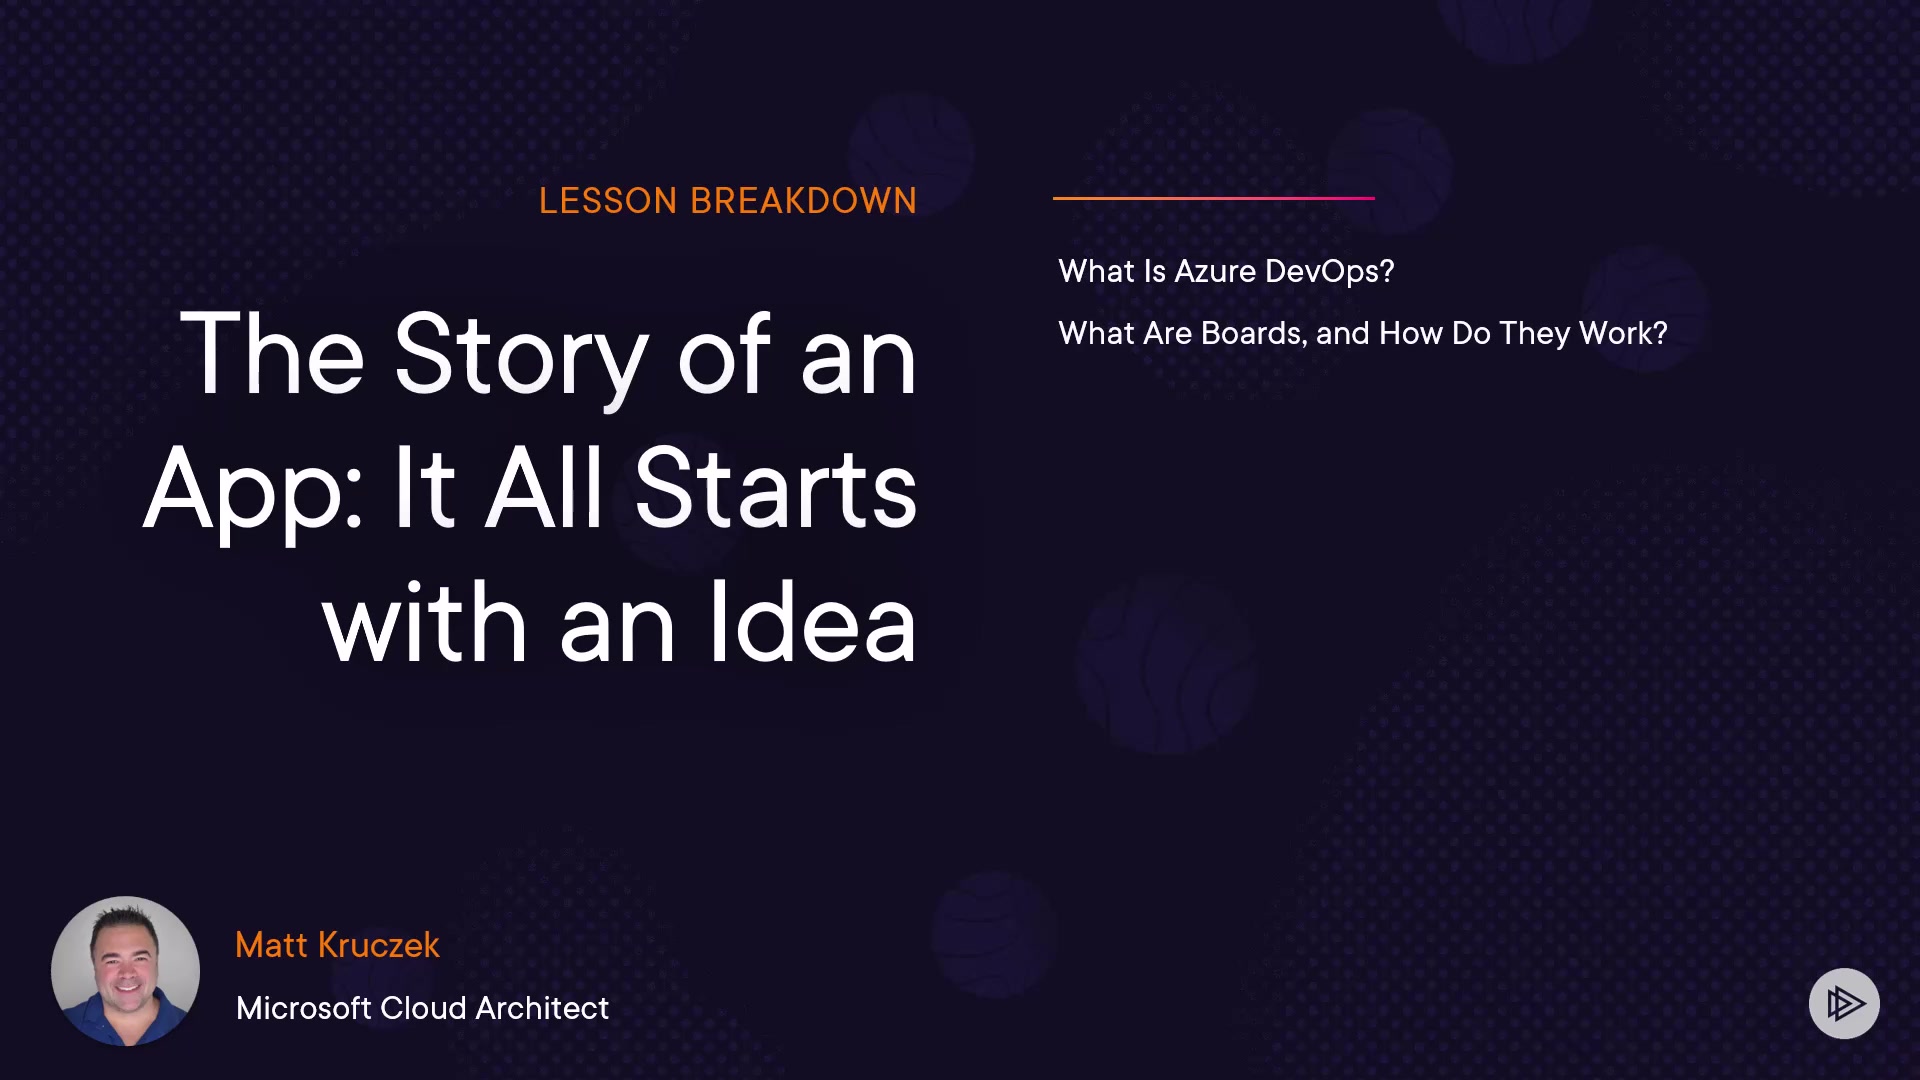 LESSON BREAKDOWN
The Story of an
App: It All Starts
with an Idea
What Is Azure DevOps?
What Are Boards, and How Do They Work?
Matt Kruczek
Microsoft Cloud Architect